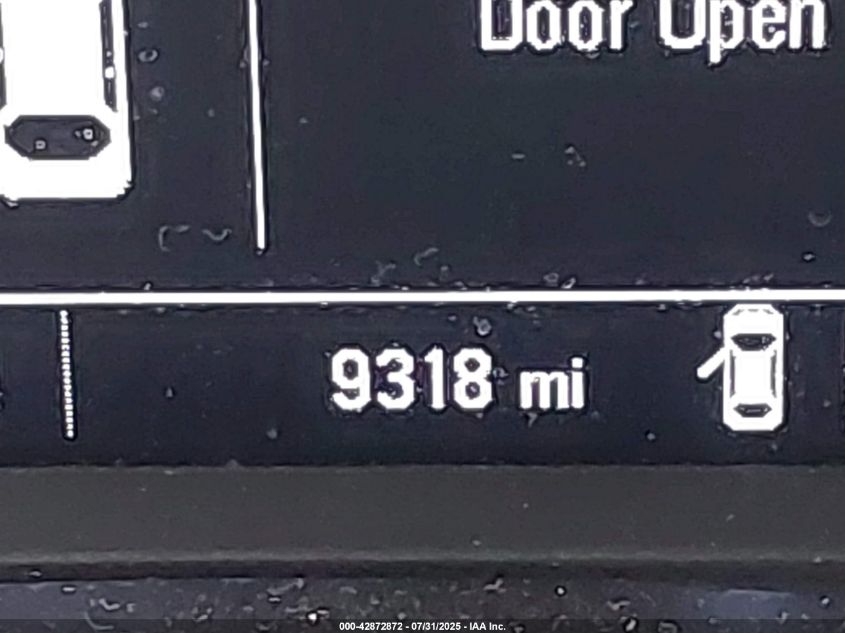 Door Open
9318 mi
000-42872872 - 07/31/2025 - IAA Inc.